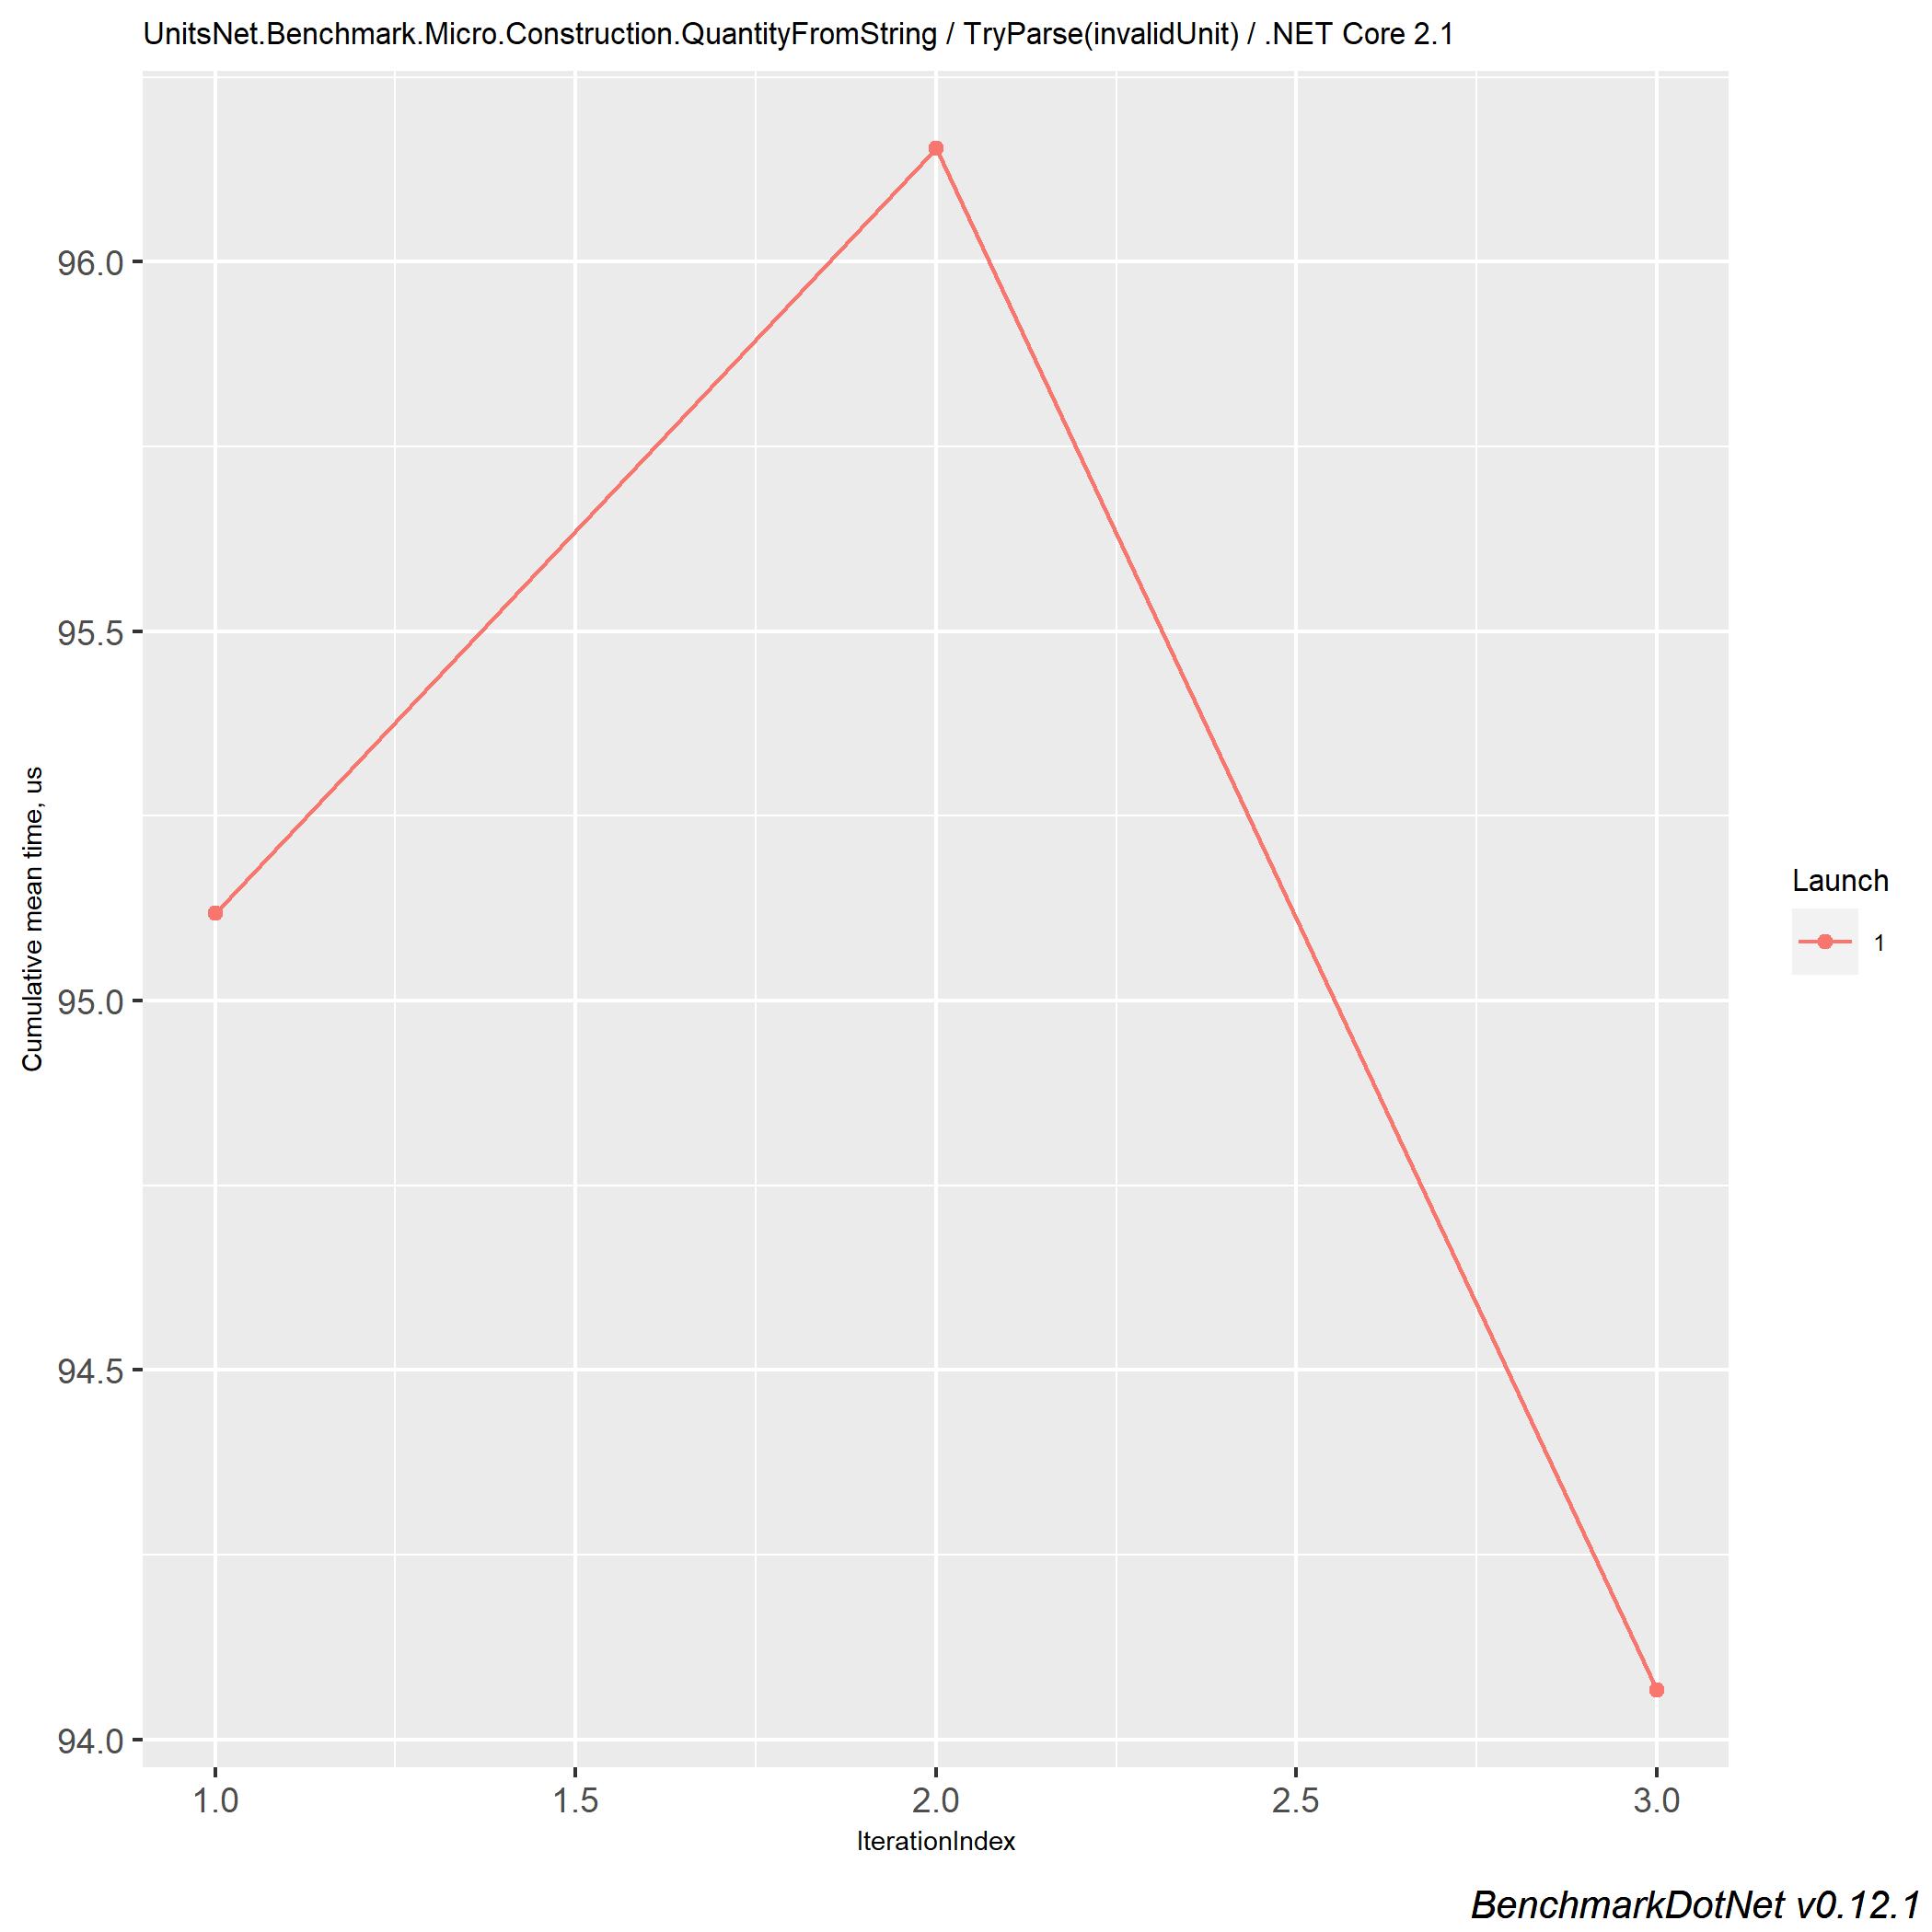 UnitsNet.Benchmark.Micro.Construction.QuantityFromString / TryParse(invalidUnit) / .NET Core 2.1
Cumulative mean time, us
96.0
95.5
95.0
94.5
94.0
1.0 1.5 2.0 2.5 3.0
IterationIndex
Launch
1
BenchmarkDotNet v0.12.1